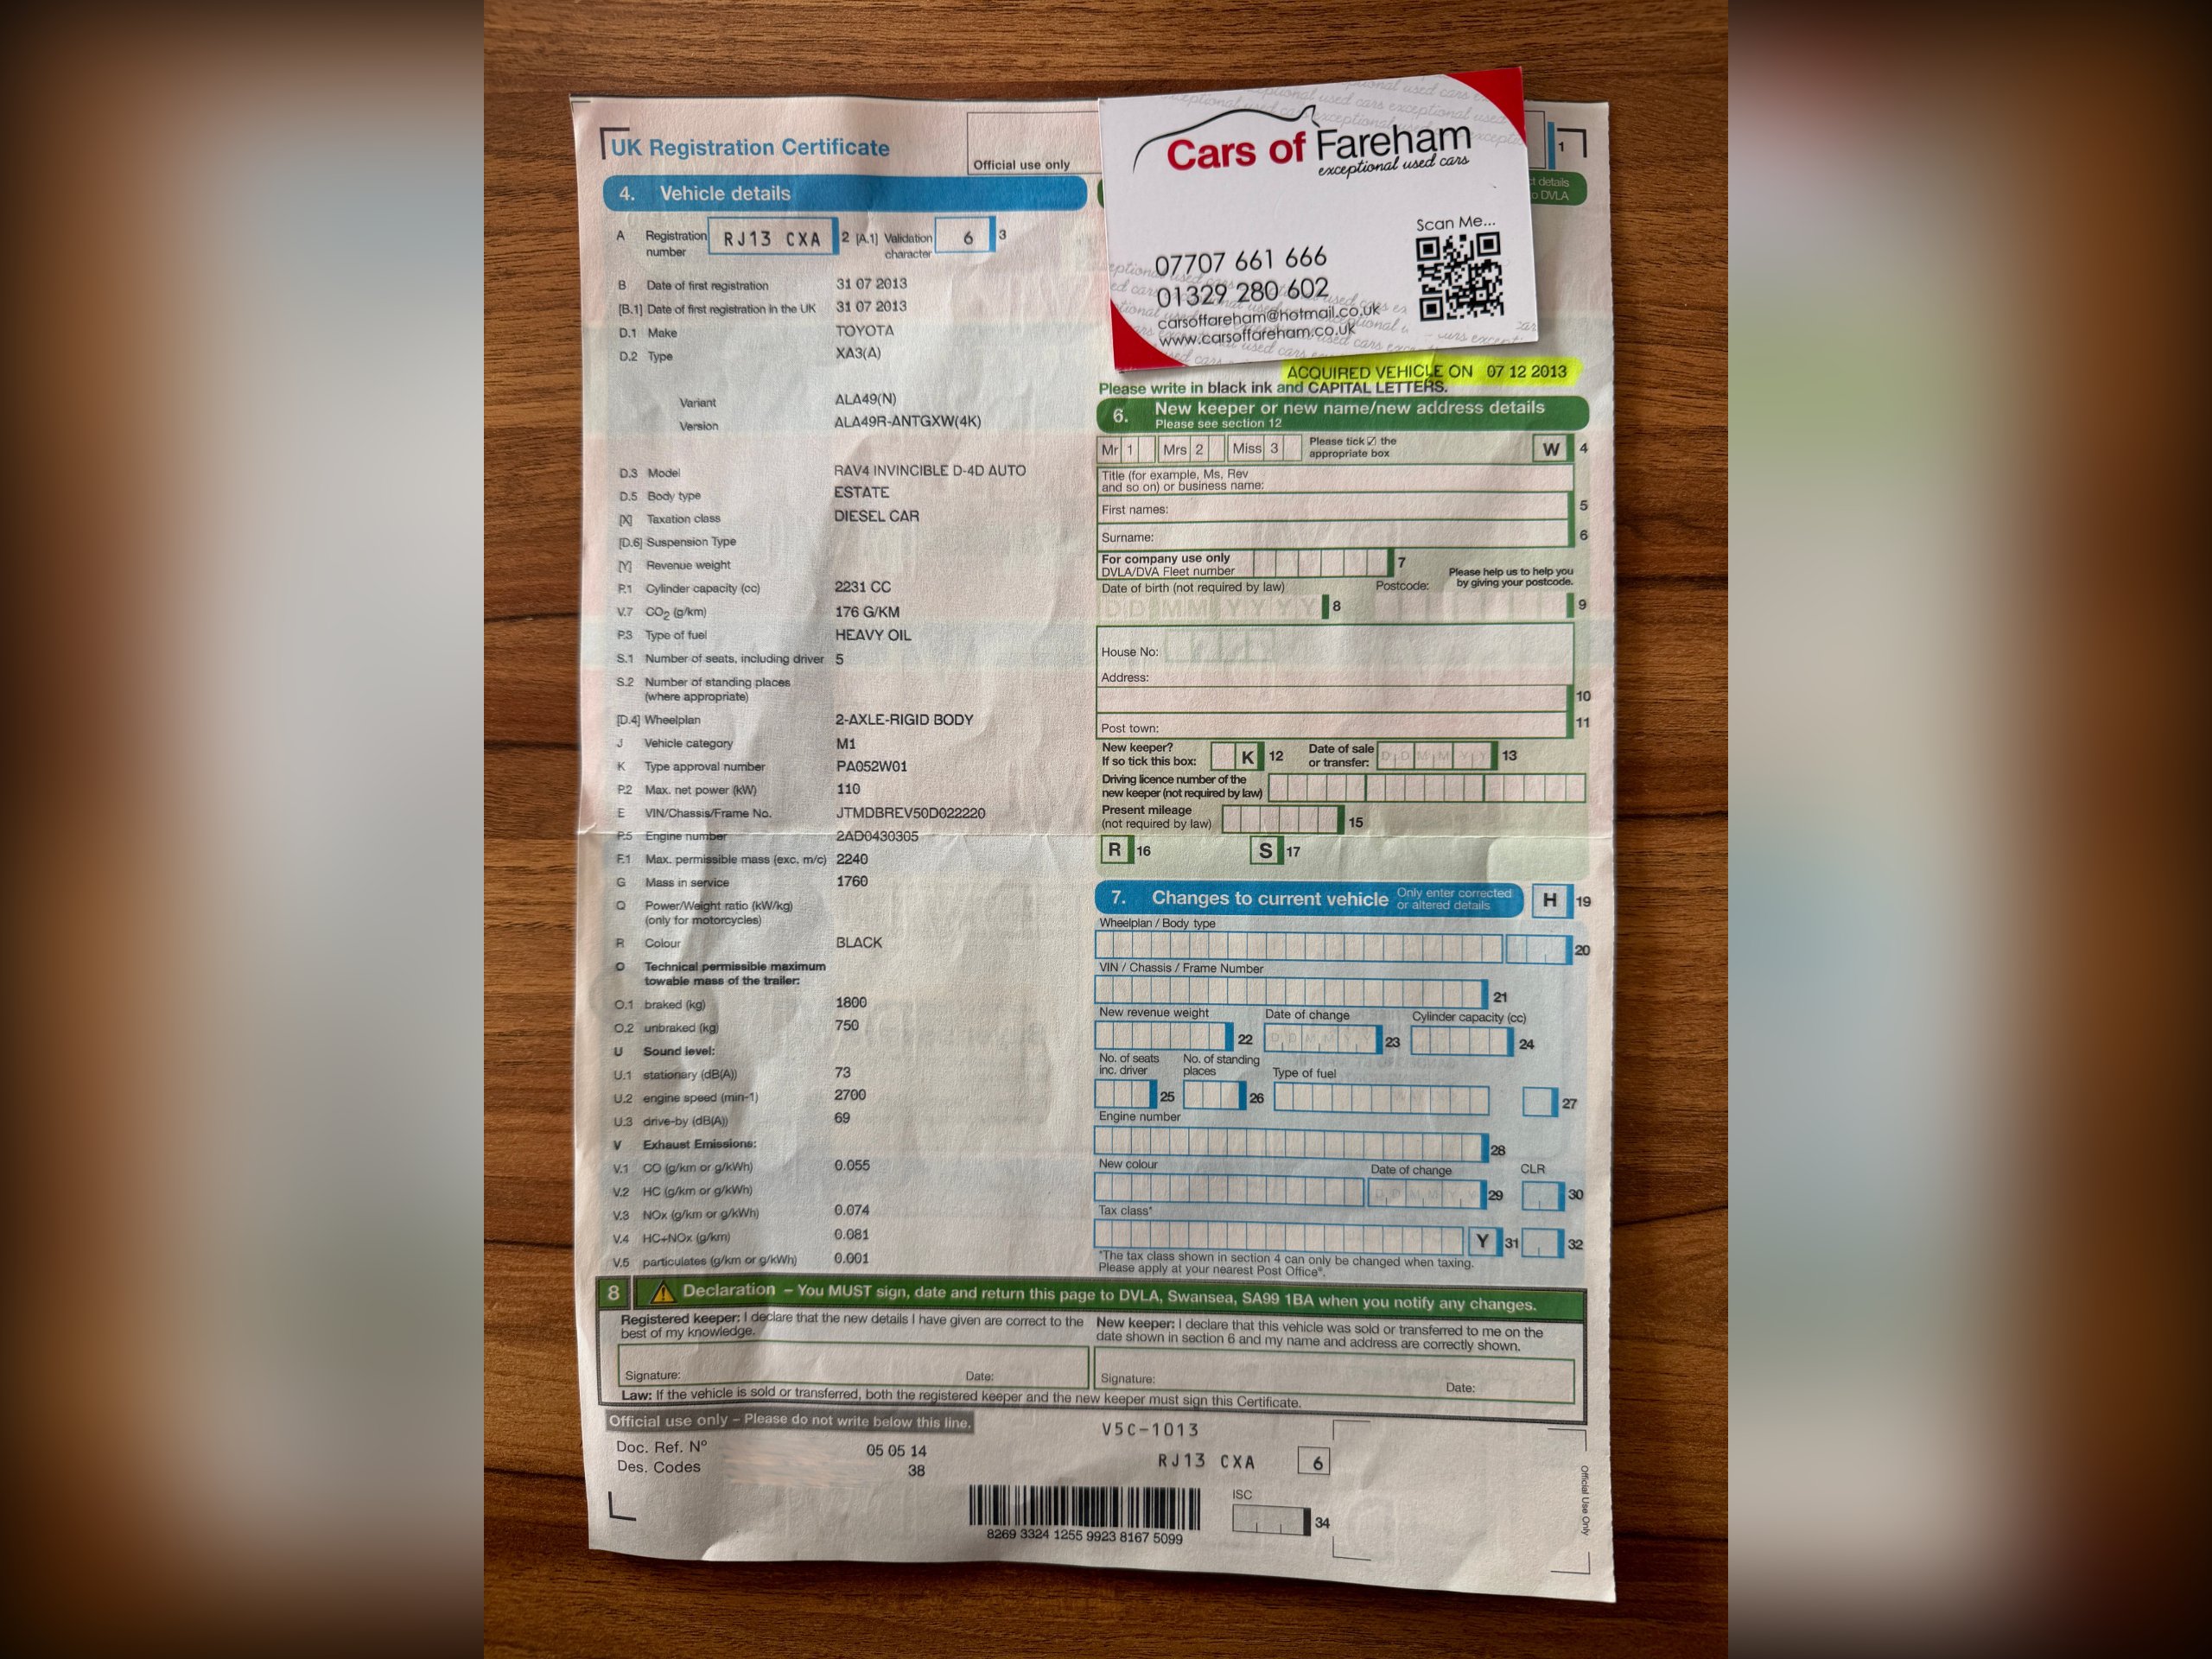 UK Registration Certificate
Official use only
1
4. Vehicle details
A Registration number RJ13 CXA 2 [A.1] Validation character 6 3
B Date of first registration 31 07 2013
[B.1] Date of first registration in the UK 31 07 2013
D.1 Make TOYOTA
D.2 Type XA3(A)
Variant ALA49(N)
Version ALA49R-ANTGXW(4K)
D.3 Model RAV4 INVINCIBLE D-4D AUTO
D.5 Body type ESTATE
[X] Taxation class DIESEL CAR
[D.6] Suspension Type
[Y] Revenue weight
P.1 Cylinder capacity (cc) 2231 CC
V.7 CO2 (g/km) 176 G/KM
P.3 Type of fuel HEAVY OIL
S.1 Number of seats, including driver 5
S.2 Number of standing places
(where appropriate)
[D.4] Wheelplan 2-AXLE-RIGID BODY
J Vehicle category M1
K Type approval number PA052W01
P.2 Max. net power (kW) 110
E VIN/Chassis/Frame No. JTMDBREV50D022220
P.5 Engine number 2AD0430305
F.1 Max. permissible mass (exc. m/c) 2240
G Mass in service 1760
Q Power/Weight ratio (kW/kg)
(only for motorcycles)
R Colour BLACK
O Technical permissible maximum
towable mass of the trailer:
O.1 braked (kg) 1800
O.2 unbraked (kg) 750
U Sound level:
U.1 stationary (dB(A)) 73
U.2 engine speed (min-1) 2700
U.3 drive-by (dB(A)) 69
V Exhaust Emissions:
V.1 CO (g/km or g/kWh) 0.055
V.2 HC (g/km or g/kWh)
V.3 NOx (g/km or g/kWh) 0.074
V.4 HC+NOx (g/km) 0.081
V.5 particulates (g/km or g/kWh) 0.001
Cars of Fareham
exceptional used cars
Scan Me...
07707 661 666
01329 280 602
carsoffareham@hotmail.co.uk
www.carsoffareham.co.uk
details
DVLA
ACQUIRED VEHICLE ON 07 12 2013
Please write in black ink and CAPITAL LETTERS.
6. New keeper or new name/new address details
Please see section 12
Mr 1 Mrs 2 Miss 3 Please tick ☑ the appropriate box W 4
Title (for example, Ms, Rev
and so on) or business name:
First names: 5
Surname: 6
For company use only
DVLA/DVA Fleet number 7
Please help us to help you
by giving your postcode.
Date of birth (not required by law) Postcode:
DD MM YYYY 8 9
House No:
Address:
10
Post town: 11
New keeper?
If so tick this box: K 12 Date of sale or transfer: D D M M Y Y 13
Driving licence number of the
new keeper (not required by law)
Present mileage
(not required by law) 15
R 16 S 17
7. Changes to current vehicle Only enter corrected or altered details H 19
Wheelplan / Body type
20
VIN / Chassis / Frame Number
21
New revenue weight Date of change Cylinder capacity (cc)
22 D D M M Y Y 23 24
No. of seats inc. driver No. of standing places Type of fuel
25 26 27
Engine number
28
New colour Date of change CLR
D D M M Y Y 29 30
Tax class*
Y 31 32
*The tax class shown in section 4 can only be changed when taxing.
Please apply at your nearest Post Office®.
8 Declaration – You MUST sign, date and return this page to DVLA, Swansea, SA99 1BA when you notify any changes.
Registered keeper: I declare that the new details I have given are correct to the
best of my knowledge.
Signature: Date:
New keeper: I declare that this vehicle was sold or transferred to me on the
date shown in section 6 and my name and address are correctly shown.
Signature: Date:
Law: If the vehicle is sold or transferred, both the registered keeper and the new keeper must sign this Certificate.
Official use only – Please do not write below this line.
Doc. Ref. Nº 05 05 14
Des. Codes 38
V5C-1013
RJ13 CXA 6
ISC
34
8269 3324 1255 9923 8167 5099
Official Use Only